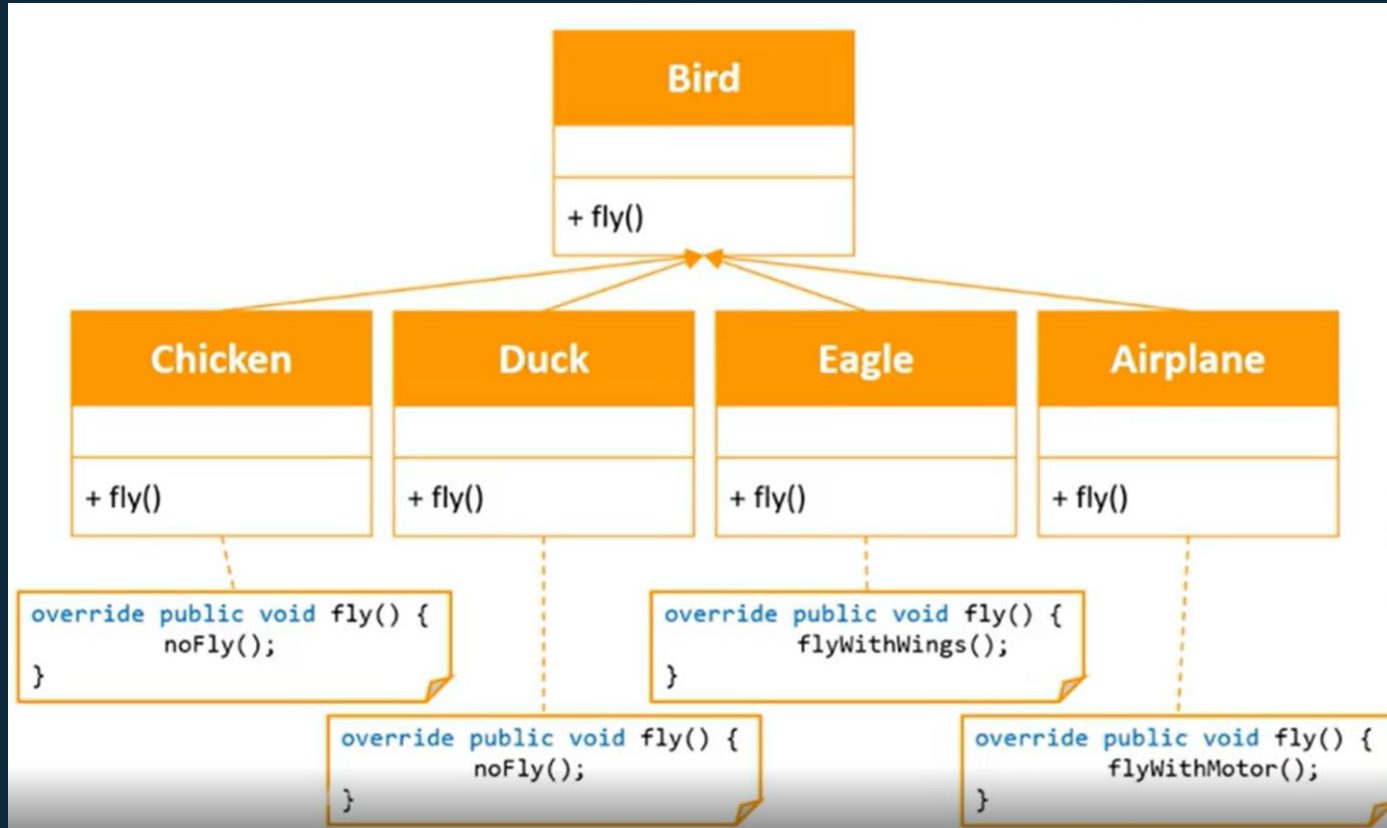 Bird
+ fly()
Chicken
Duck
Eagle
Airplane
+ fly()
+ fly()
+ fly()
+ fly()
override public void fly() {
noFly();
}
override public void fly() {
noFly();
}
override public void fly() {
flyWithWings();
}
override public void fly() {
flyWithMotor();
}